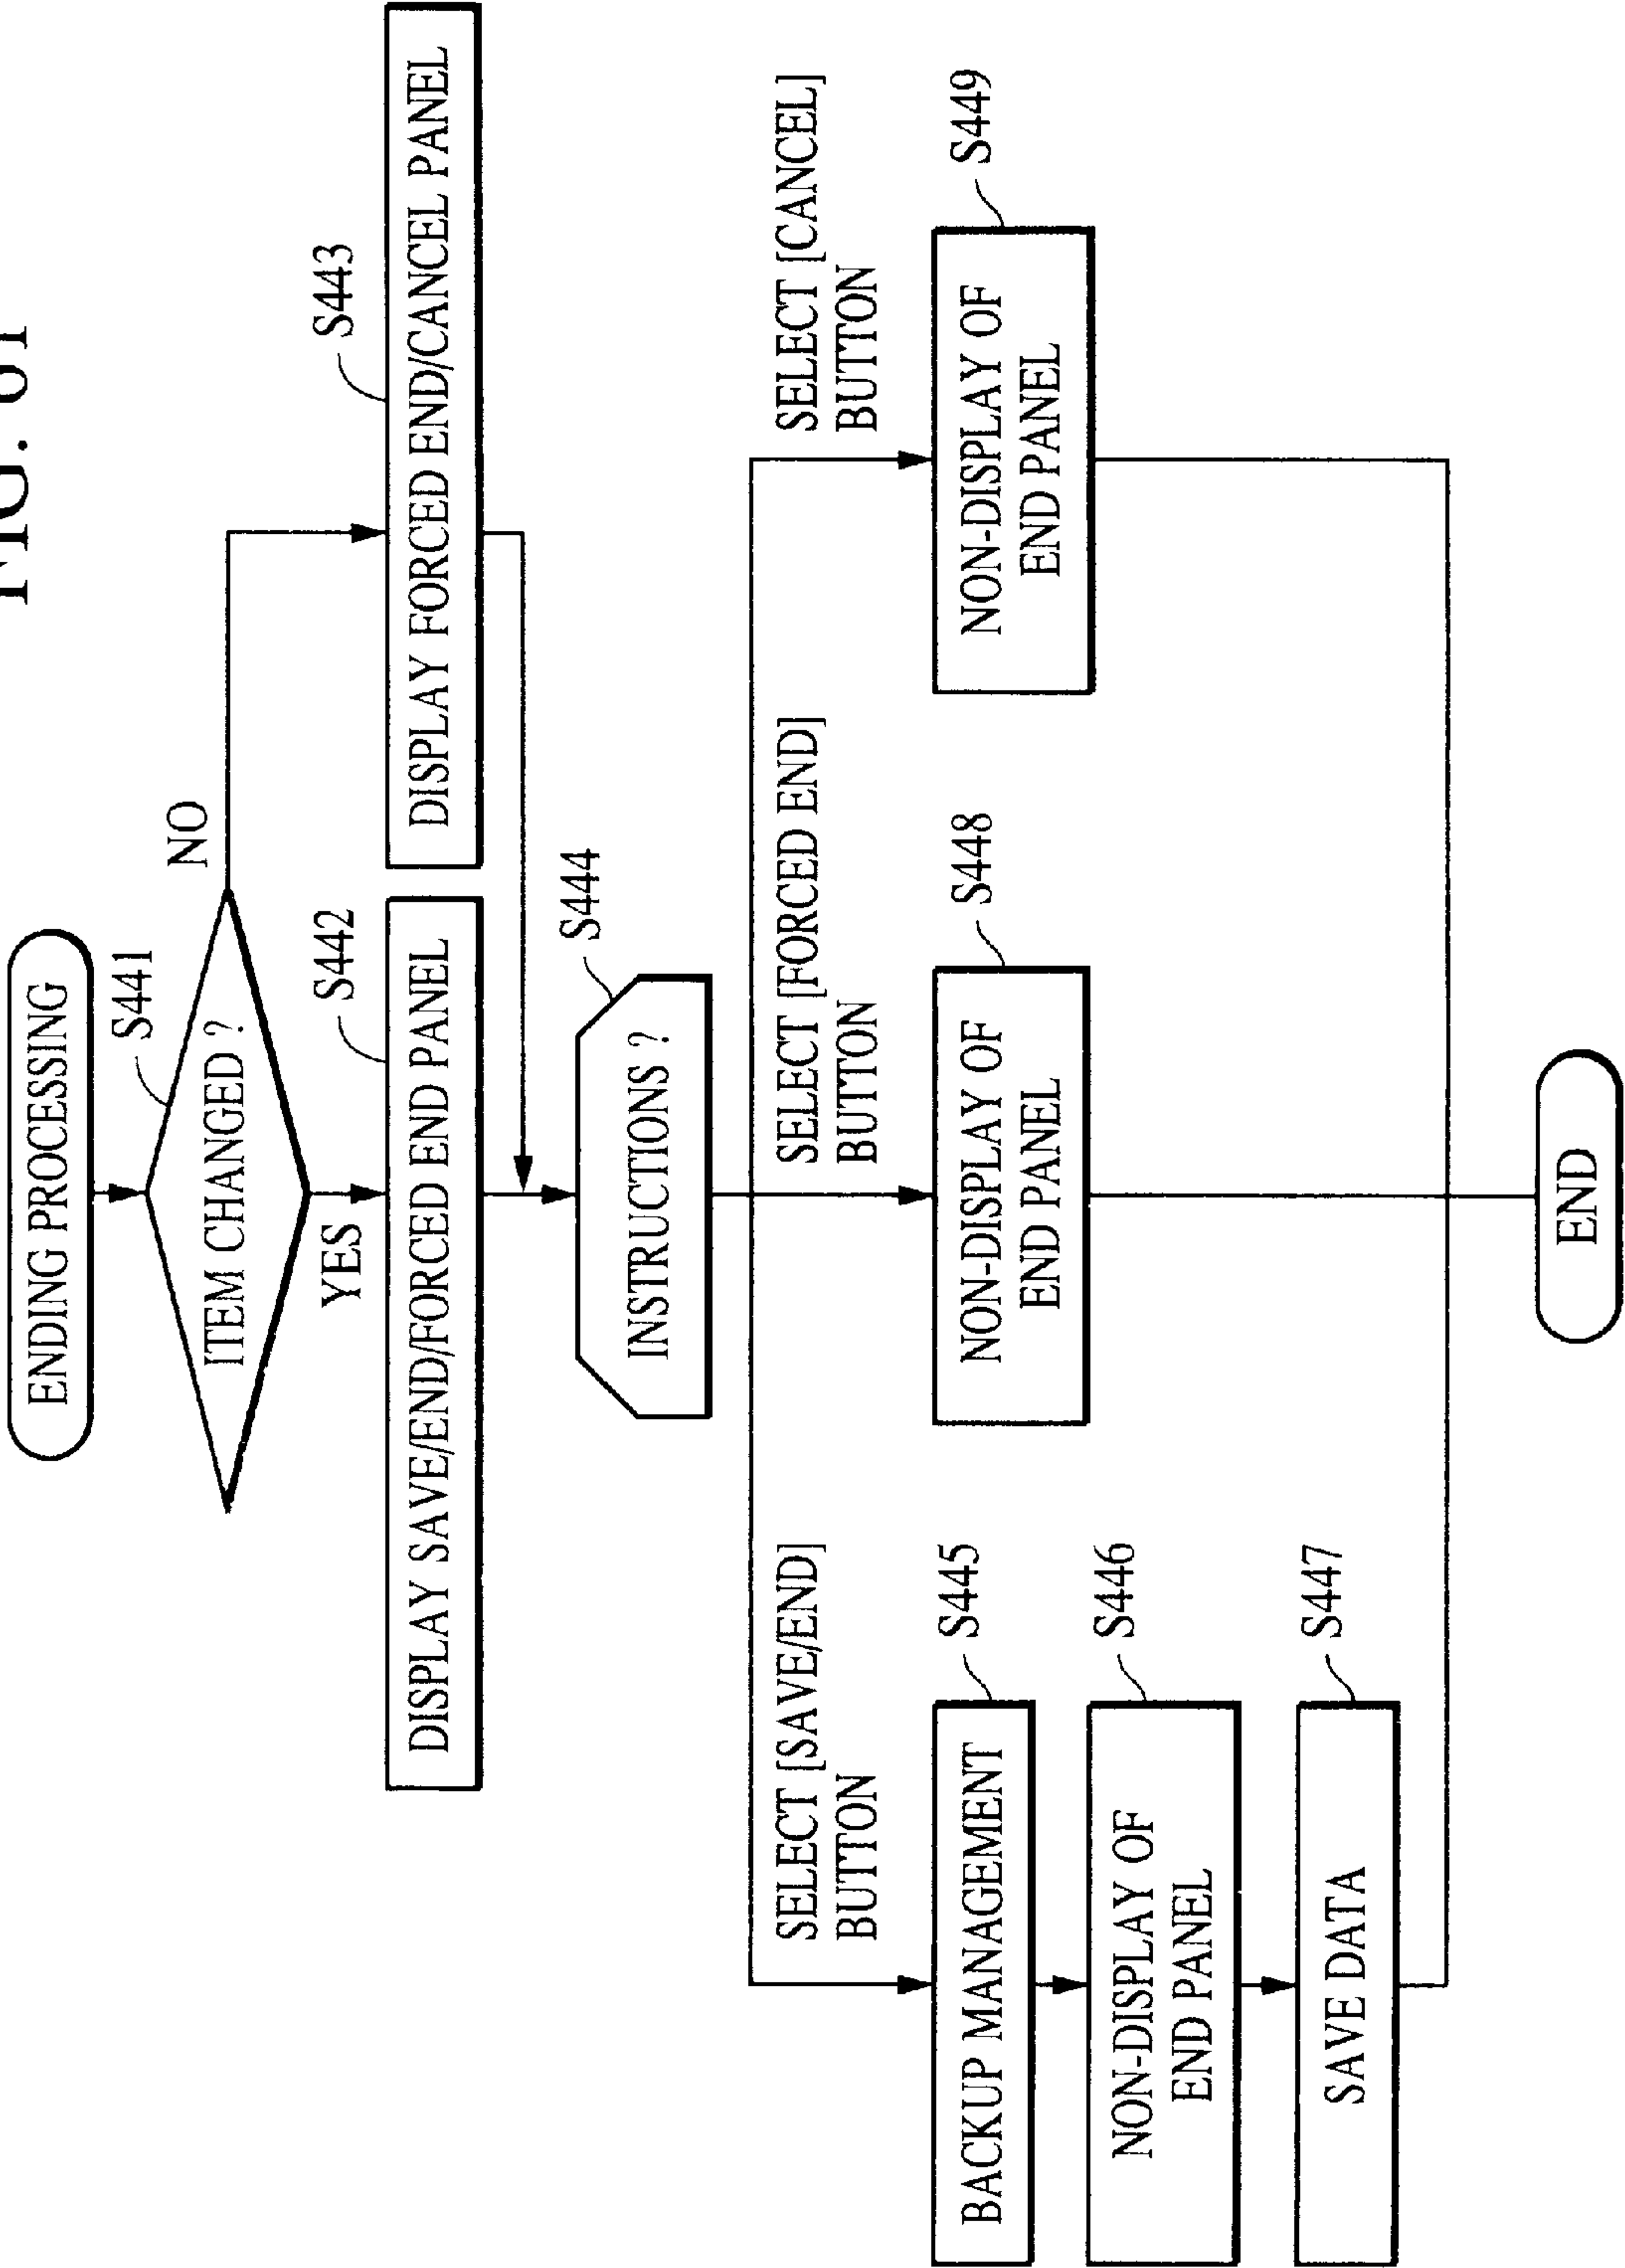 FIG.
ENDING PROCESSING
S441
ITEM CHANGED ?
NO
YES
S442
S443
DISPLAY SAVE/END/FORCED END PANEL
DISPLAY FORCED END/CANCEL PANEL
S444
INSTRUCTIONS ?
SELECT [SAVE/END]
BUTTON
SELECT [FORCED END]
BUTTON
SELECT [CANCEL]
BUTTON
S445
BACKUP MANAGEMENT
S446
NON-DISPLAY OF
END PANEL
S447
SAVE DATA
S448
NON-DISPLAY OF
END PANEL
S449
NON-DISPLAY OF
END PANEL
END